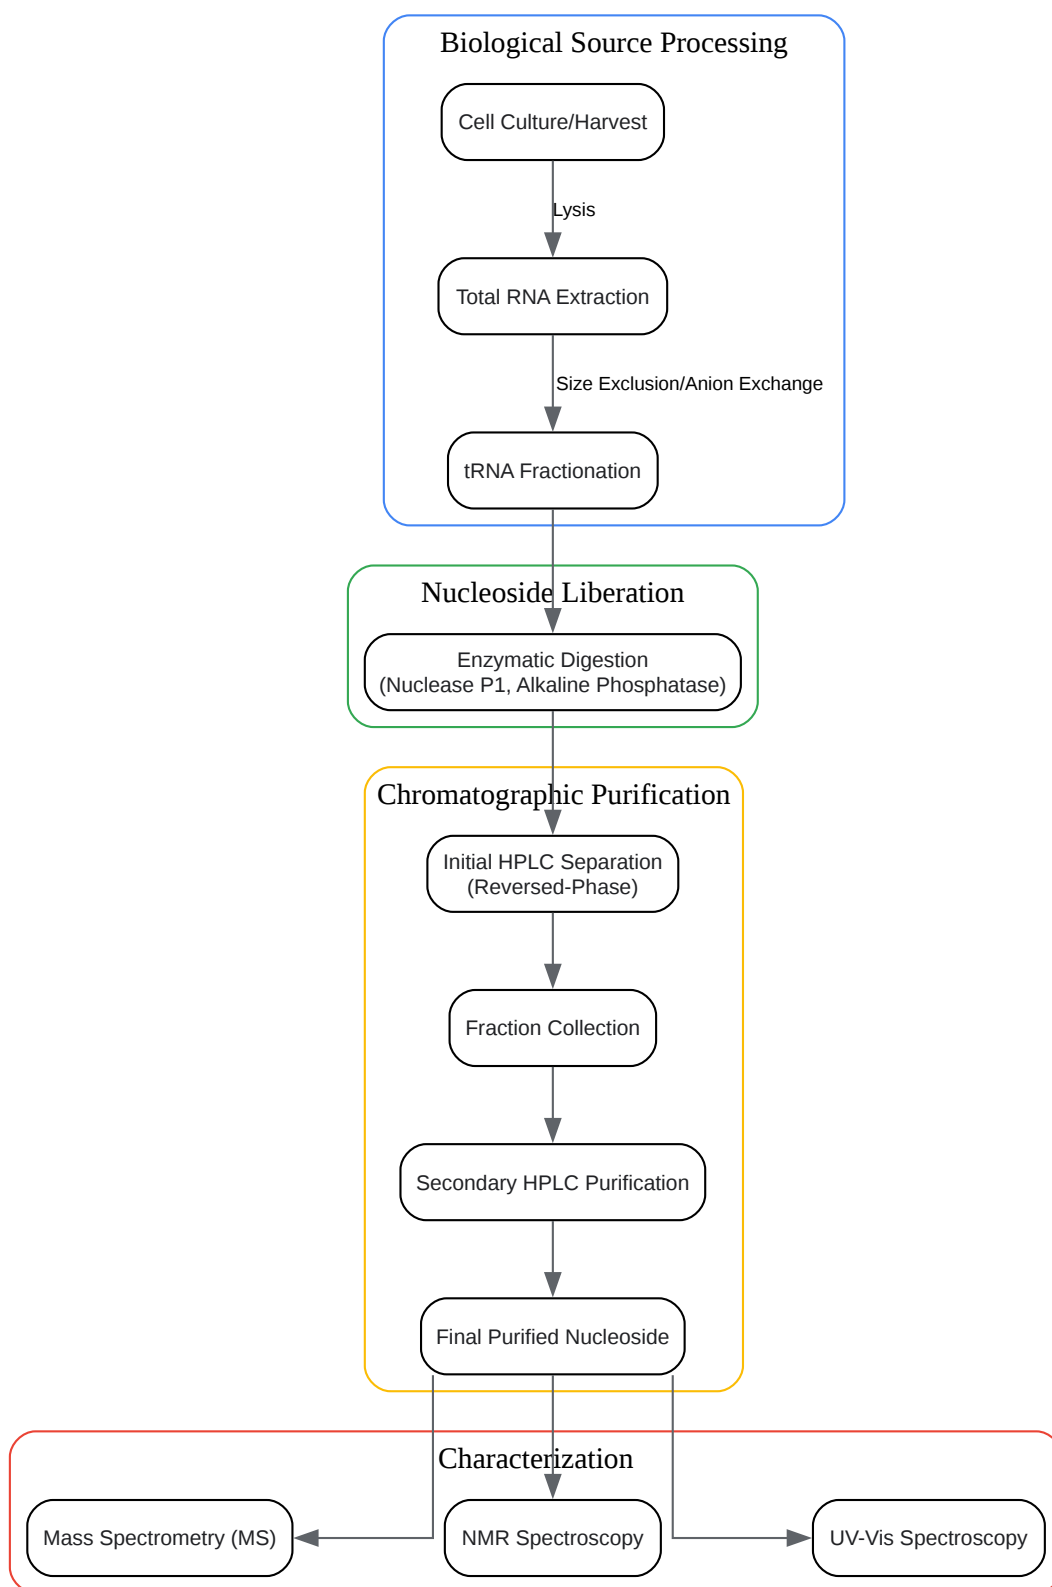 Biological Source Processing
Cell Culture/Harvest
Lysis
Total RNA Extraction
Size Exclusion/Anion Exchange
tRNA Fractionation
Nucleoside Liberation
Enzymatic Digestion
(Nuclease P1, Alkaline Phosphatase)
Chromatographic Purification
Initial HPLC Separation
(Reversed-Phase)
Fraction Collection
Secondary HPLC Purification
Final Purified Nucleoside
Characterization
Mass Spectrometry (MS)
NMR Spectroscopy
UV-Vis Spectroscopy